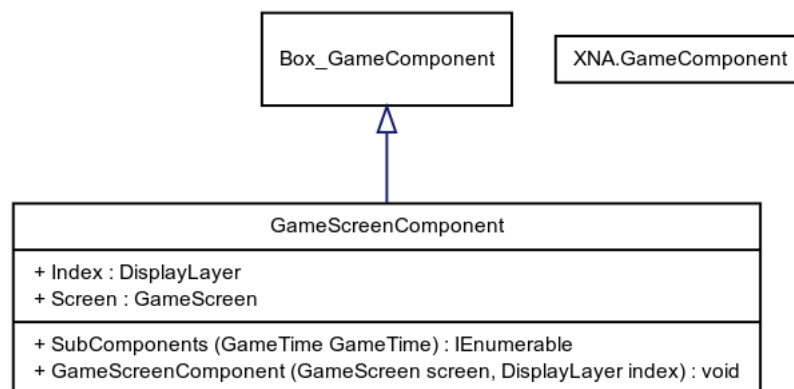 Box_GameComponent
XNA.GameComponent
GameScreenComponent
+ Index : DisplayLayer
+ Screen : GameScreen
+ SubComponents (GameTime GameTime) : IEnumerable
+ GameScreenComponent (GameScreen screen, DisplayLayer index) : void